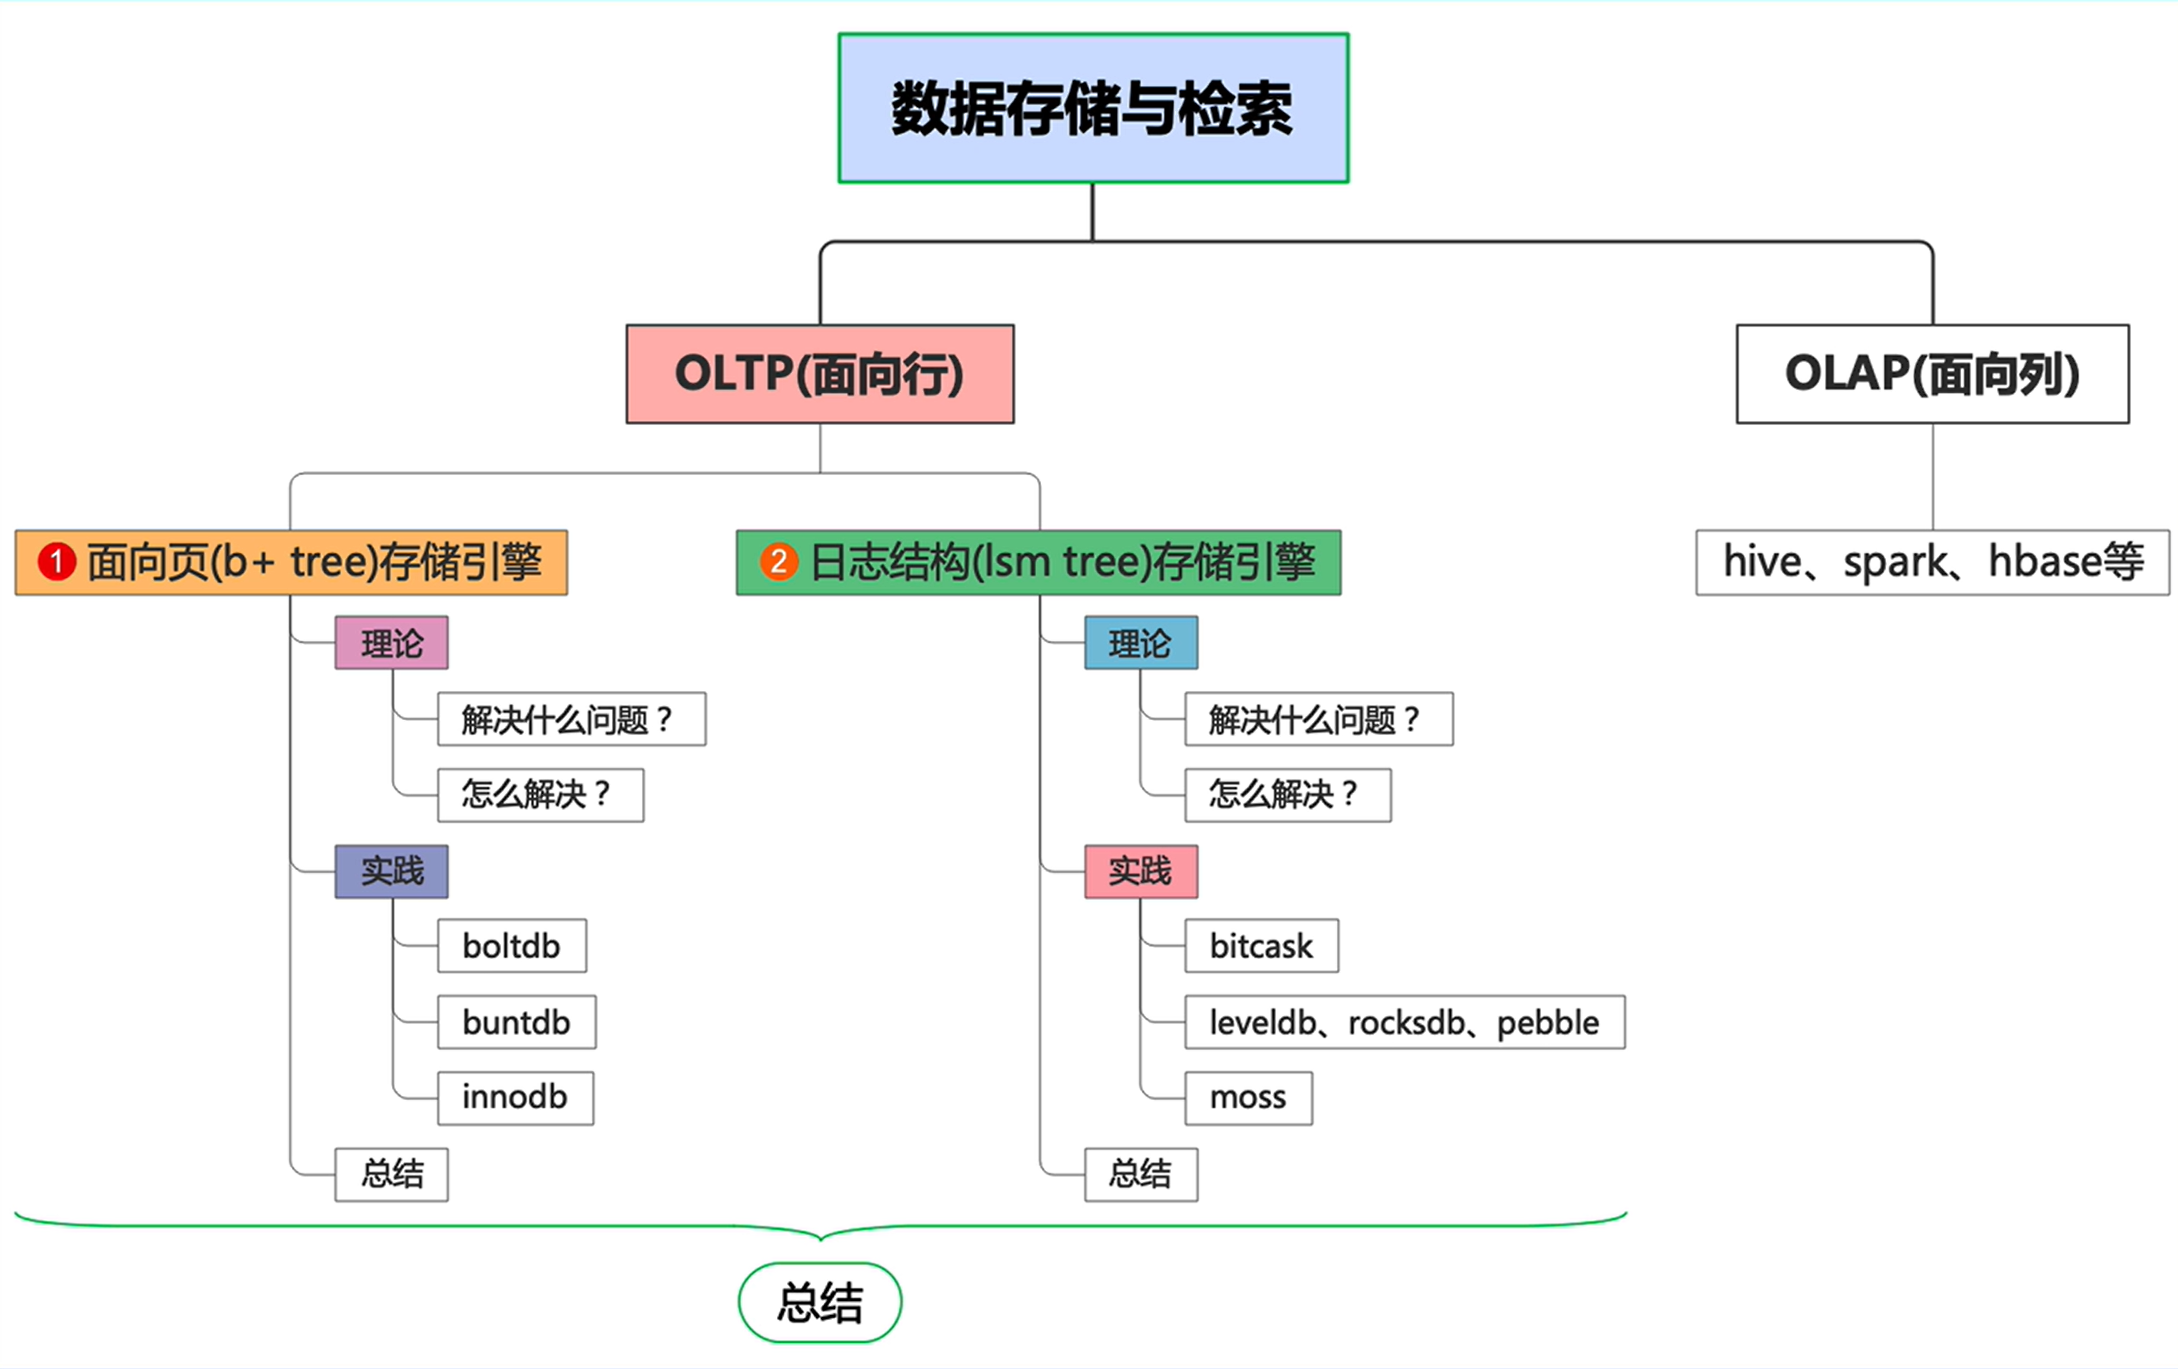 数据存储与检索
OLTP(面向行)
OLAP(面向列)
1 面向页(b+ tree)存储引擎
2 日志结构(lsm tree)存储引擎
hive、spark、hbase等
理论
解决什么问题？
怎么解决？
实践
boltdb
buntdb
innodb
总结
理论
解决什么问题？
怎么解决？
实践
bitcask
leveldb、rocksdb、pebble
moss
总结
总结